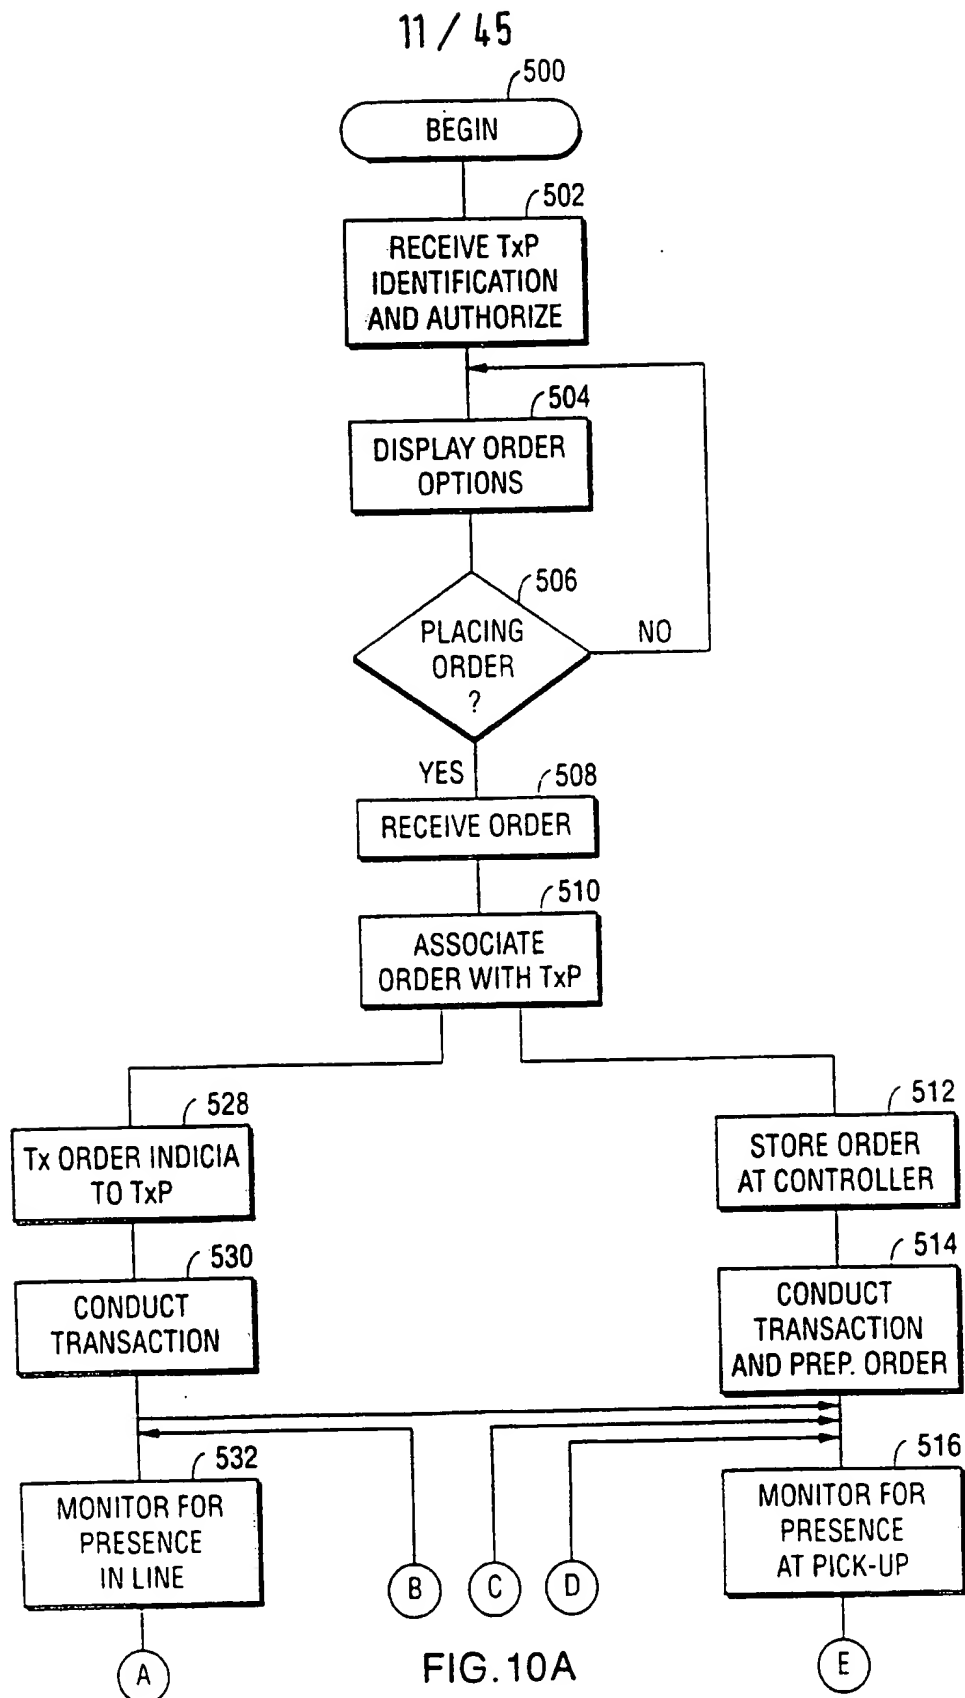 11 / 45
500
BEGIN
502
RECEIVE TxP
IDENTIFICATION
AND AUTHORIZE
504
DISPLAY ORDER
OPTIONS
506
PLACING
ORDER
?
NO
YES
508
RECEIVE ORDER
510
ASSOCIATE
ORDER WITH TxP
528
Tx ORDER INDICIA
TO TxP
512
STORE ORDER
AT CONTROLLER
530
CONDUCT
TRANSACTION
514
CONDUCT
TRANSACTION
AND PREP. ORDER
532
MONITOR FOR
PRESENCE
IN LINE
516
MONITOR FOR
PRESENCE
AT PICK-UP
B
C
D
A
E
FIG.10A